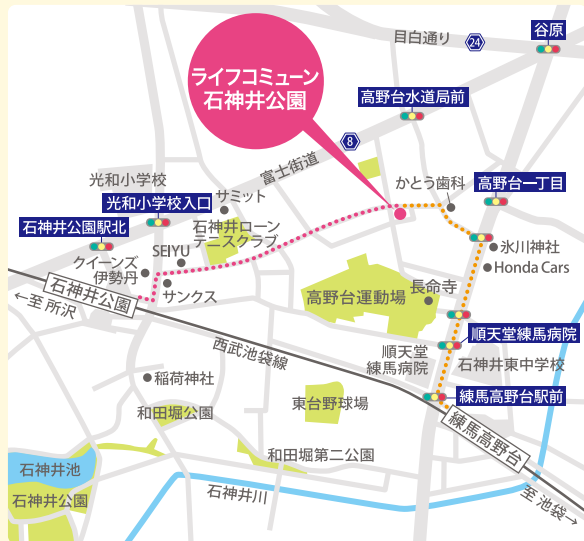 谷原
目白通り
24
ライフコミューン
石神井公園
高野台水道局前
8
富士街道
光和小学校
かとう歯科
高野台一丁目
サミット
光和小学校入口
石神井公園駅北
石神井ローン
テニスクラブ
SEIYU
氷川神社
Honda Cars
クイーンズ
伊勢丹
サンクス
石神井公園
←至 所沢
高野台運動場
長命寺
西武池袋線
順天堂
練馬病院
順天堂練馬病院
石神井東中学校
稲荷神社
東台野球場
練馬高野台駅前
和田堀公園
練馬高野台
和田堀第二公園
石神井池
石神井川
石神井公園
至 池袋→